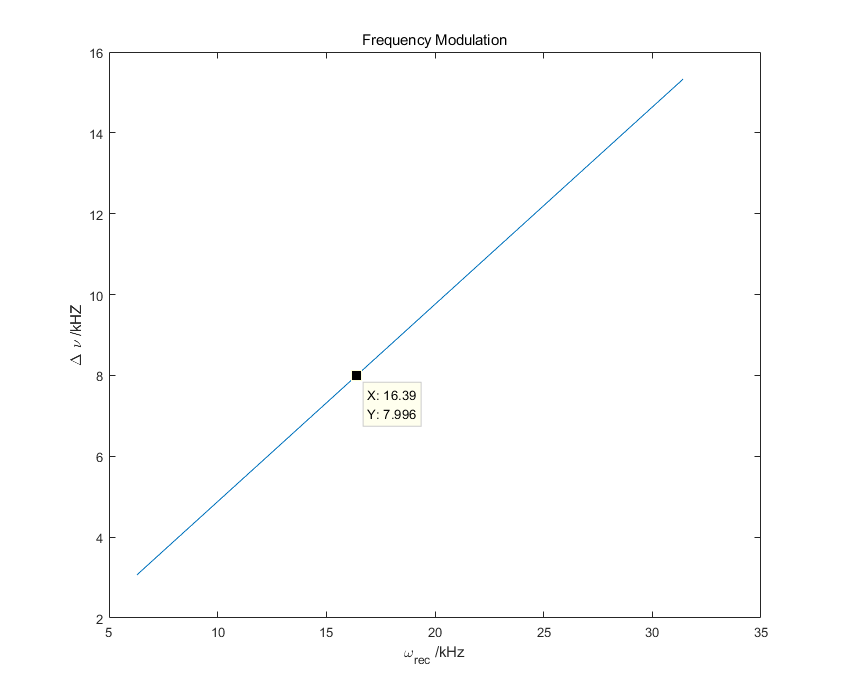 Frequency Modulation
16
14
12
10
8
6
4
2
Δ ν /kHZ
X: 16.39
Y: 7.996
5 10 15 20 25 30 35
ω_rec /kHz